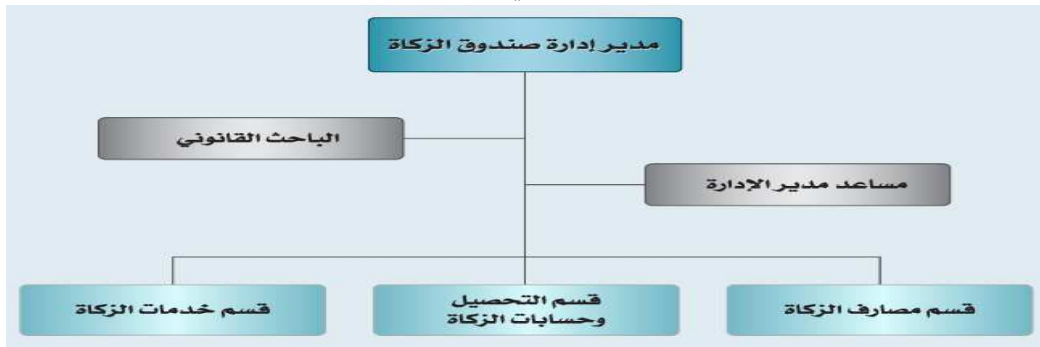 مدير إدارة صندوق الزكاة
الباحث القانوني
مساعد مدير الإدارة
قسم مصارف الزكاة
قسم التحصيل
وحسابات الزكاة
قسم خدمات الزكاة